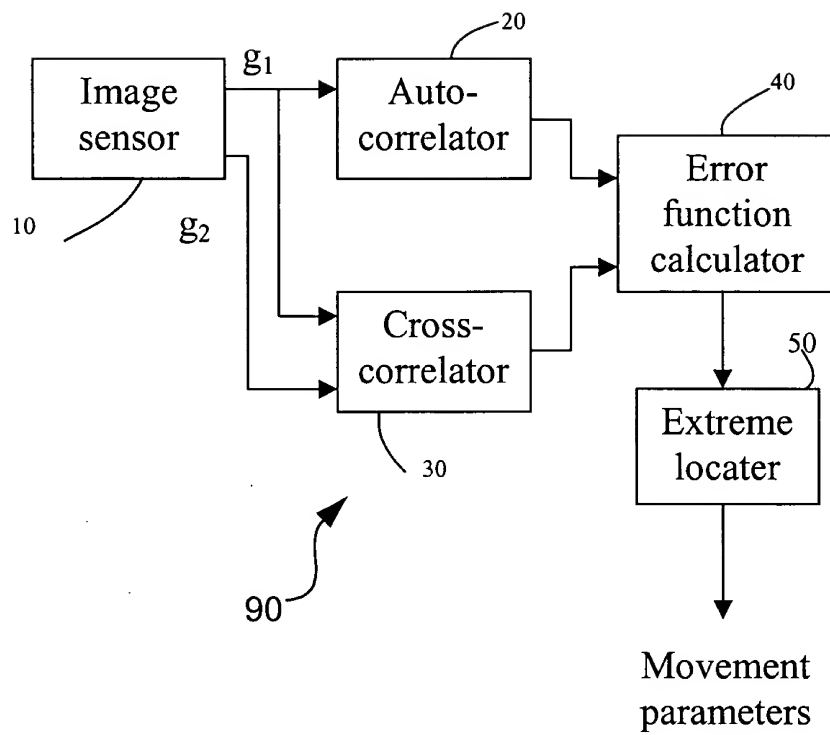 20
g1
Image
sensor
Auto-
correlator
40
Error
function
calculator
10
g2
Cross-
correlator
50
30
Extreme
locater
90
Movement
parameters